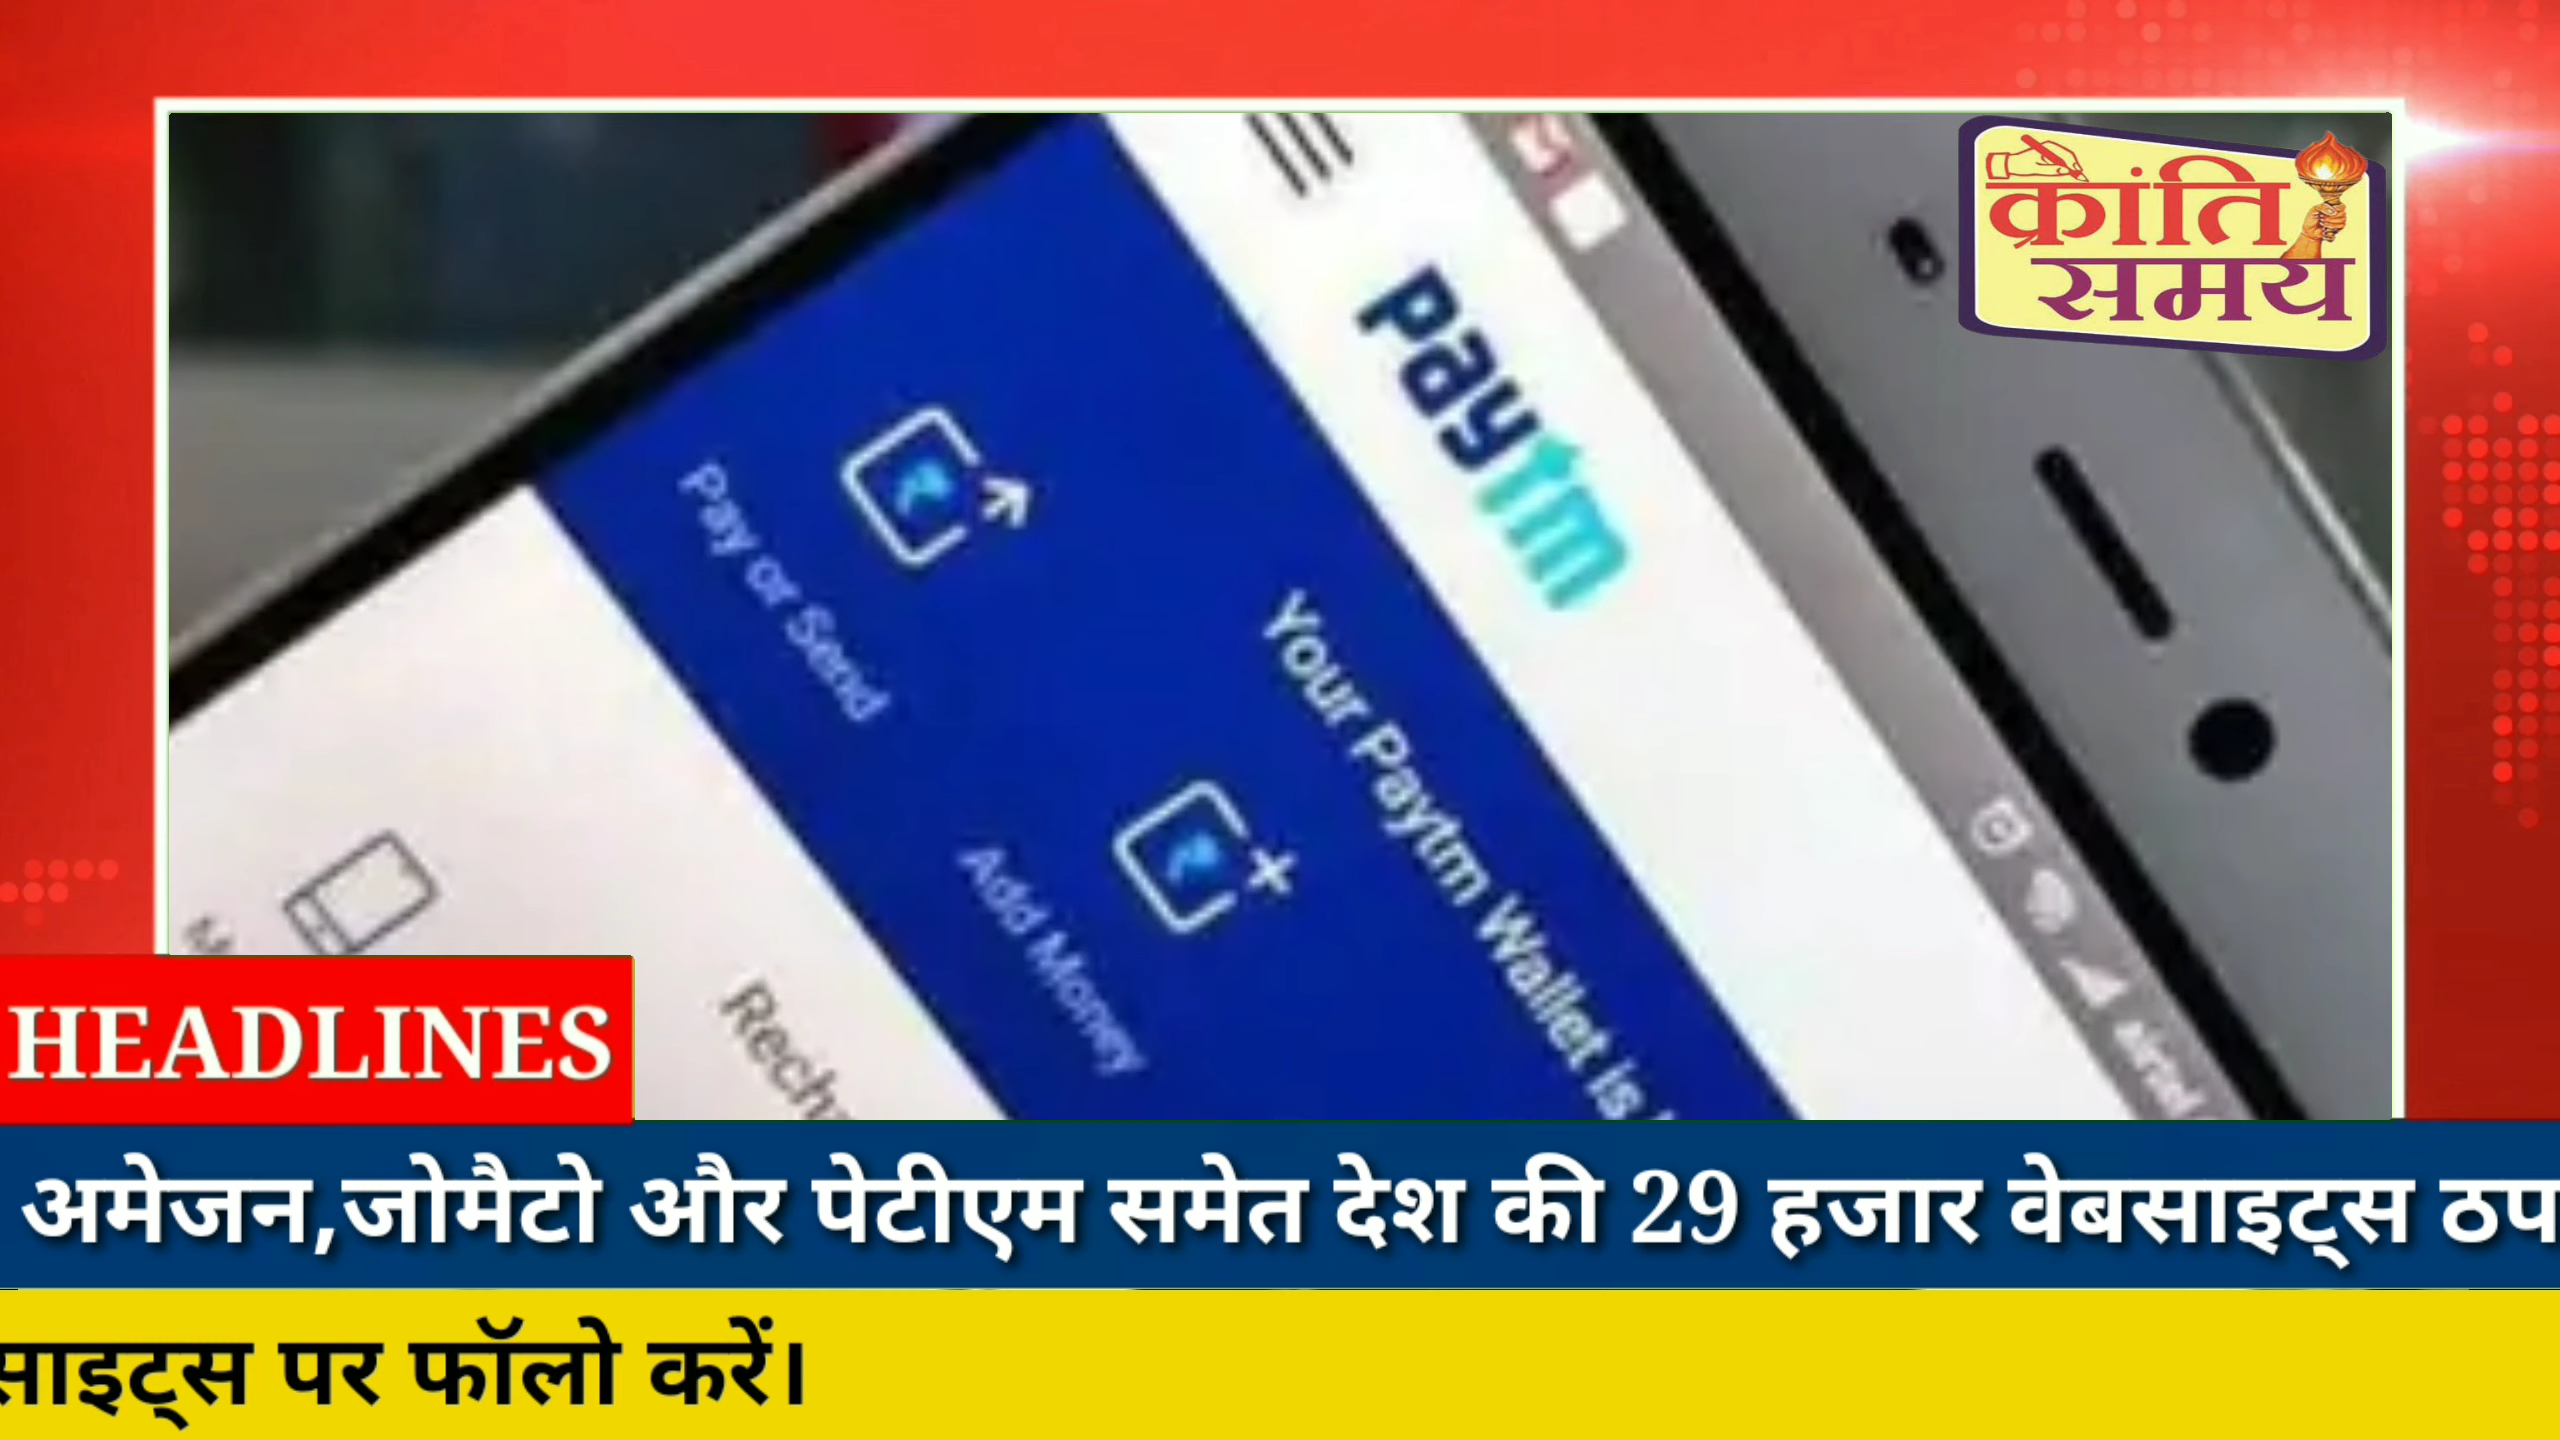 क्रांति
समय
paytm
Your Paytm Wallet is
Pay or Send
Add Money
airtel
HEADLINES
अमेजन,जोमैटो और पेटीएम समेत देश की 29 हजार वेबसाइट्स ठप
साइट्स पर फॉलो करें।